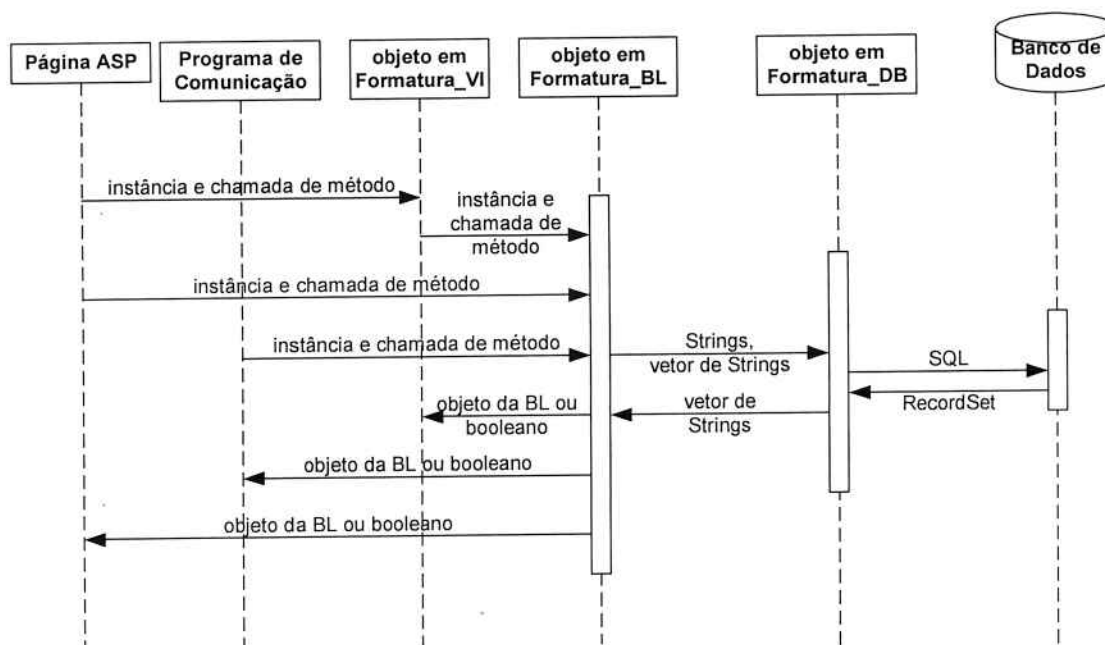 Página ASP
Programa de
Comunicação
objeto em
Formatura_VI
objeto em
Formatura_BL
objeto em
Formatura_DB
Banco de
Dados
instância e chamada de método
instância e
chamada de
método
instância e chamada de método
instância e chamada de método
Strings,
vetor de Strings
SQL
RecordSet
objeto da BL ou
booleano
vetor de
Strings
objeto da BL ou booleano
objeto da BL ou booleano